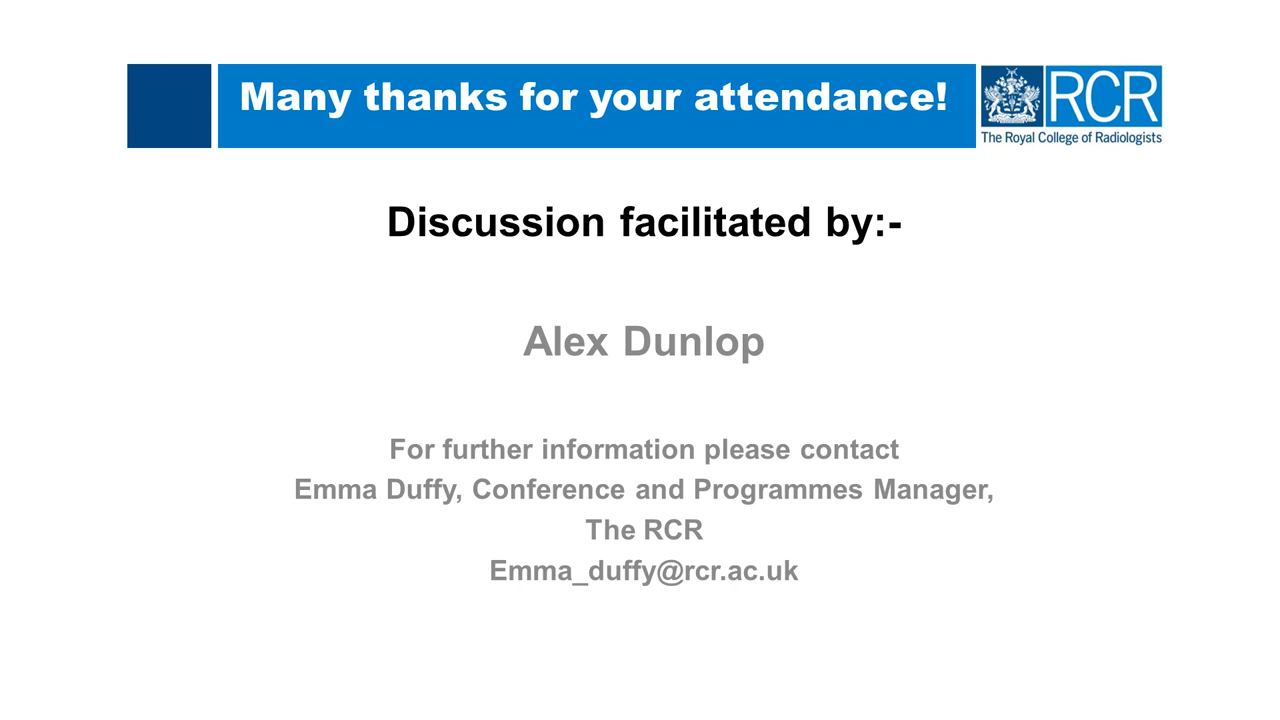 Many thanks for your attendance!
RCR
The Royal College of Radiologists
Discussion facilitated by:-
Alex Dunlop
For further information please contact
Emma Duffy, Conference and Programmes Manager,
The RCR
Emma_duffy@rcr.ac.uk